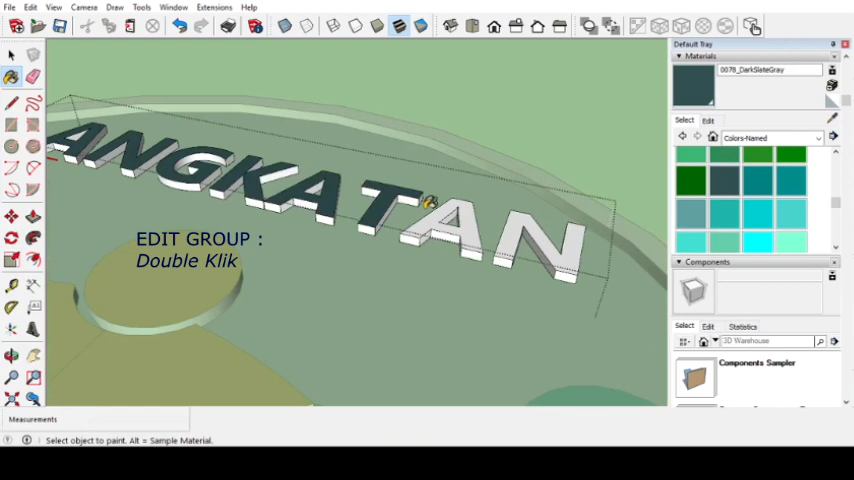 File Edit View Camera Draw Tools Window Extensions Help
Default Tray
Materials
0078_DarkSlateGray
Select Edit
Colors-Named
ANGKATAN
EDIT GROUP :
Double Klik
Components
Select Edit Statistics
3D Warehouse
Components Sampler
Measurements
Select object to paint. Alt = Sample Material.